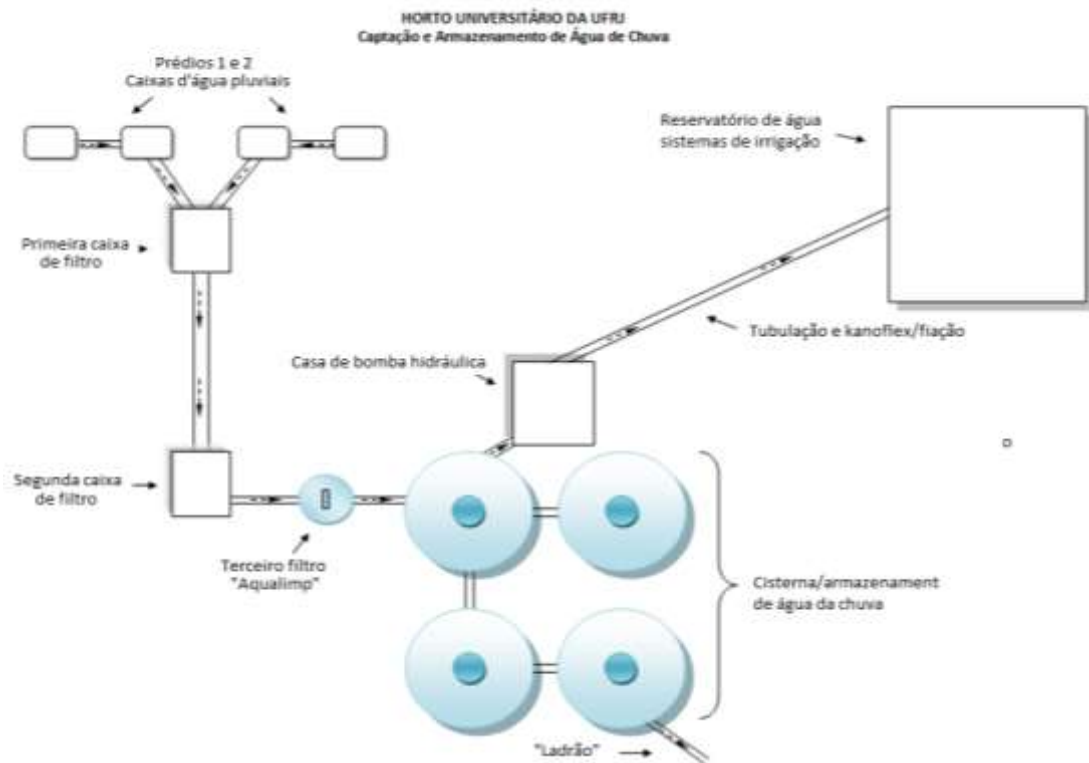 HORTO UNIVERSITÁRIO DA UFRJ
Captação e Armazenamento de Água de Chuva
Prédios 1 e 2
Caixas d'água pluviais
Reservatório de água
sistemas de irrigação
Primeira caixa
de filtro
Tubulação e kanoflex/fiação
Casa de bomba hidráulica
Segunda caixa
de filtro
Terceiro filtro
"Aqualimp"
Cisterna/armazenament
de água da chuva
"Ladrão"